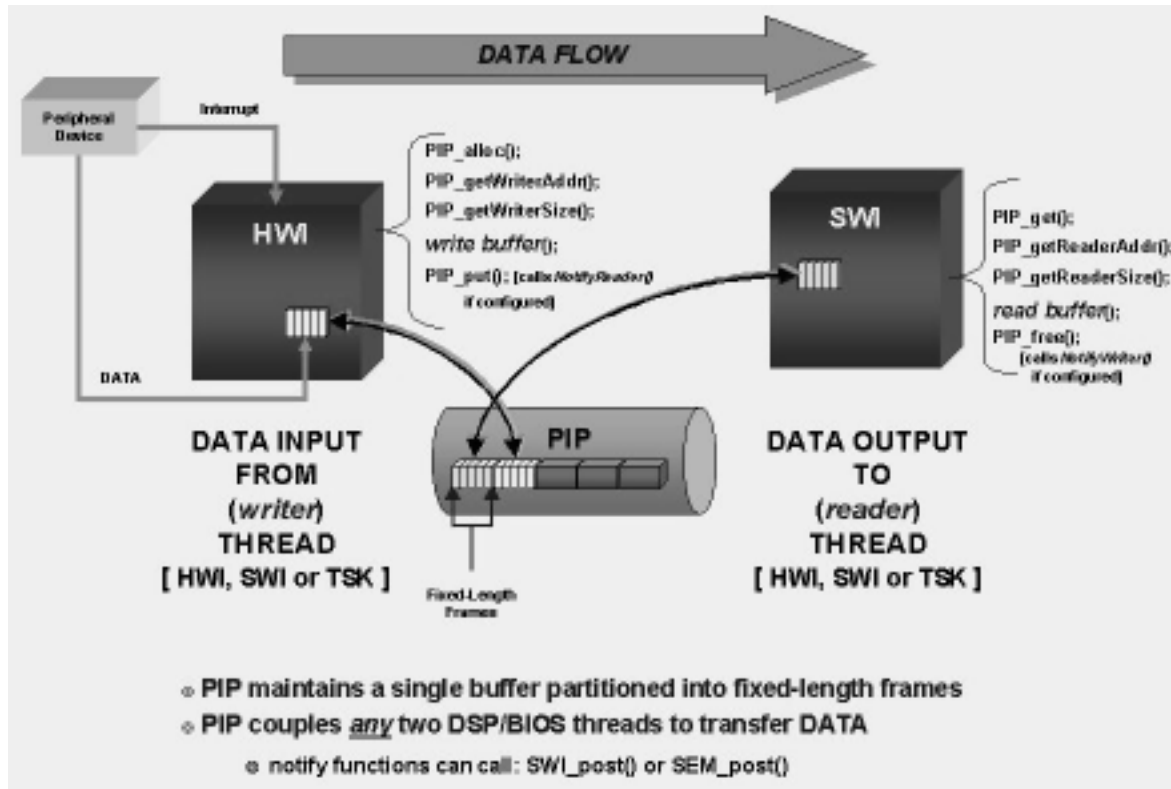 DATA FLOW
Peripheral
Device
Interrupt
HWI
PIP_alloc();
PIP_getWriterAddr();
PIP_getWriterSize();
write buffer();
PIP_put(); [calls NotifyReader()
if configured]
DATA
SWI
PIP_get();
PIP_getReaderAddr();
PIP_getReaderSize();
read buffer();
PIP_free();
[calls NotifyWriter()
if configured]
PIP
DATA INPUT
FROM
(writer)
THREAD
[ HWI, SWI or TSK ]
Fixed-Length
Frames
DATA OUTPUT
TO
(reader)
THREAD
[ HWI, SWI or TSK ]
PIP maintains a single buffer partitioned into fixed-length frames
PIP couples any two DSP/BIOS threads to transfer DATA
notify functions can call: SWI_post() or SEM_post()